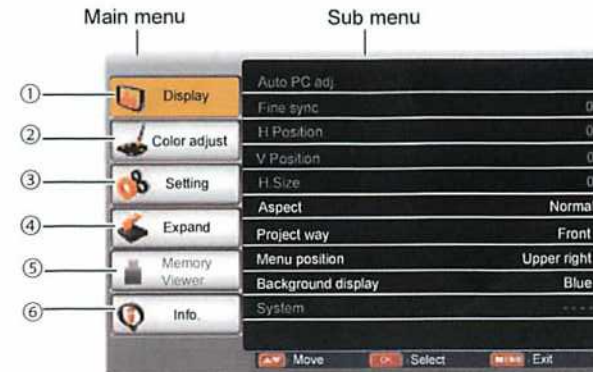 Main menu
Sub menu
① Display
② Color adjust
③ Setting
④ Expand
⑤ Memory Viewer
⑥ Info.
Auto PC adj.
Fine sync 0
H Position 0
V Position 0
H.Size 0
Aspect Normal
Project way Front
Menu position Upper right
Background display Blue
System - - - -
▲▼ Move OK Select MENU Exit